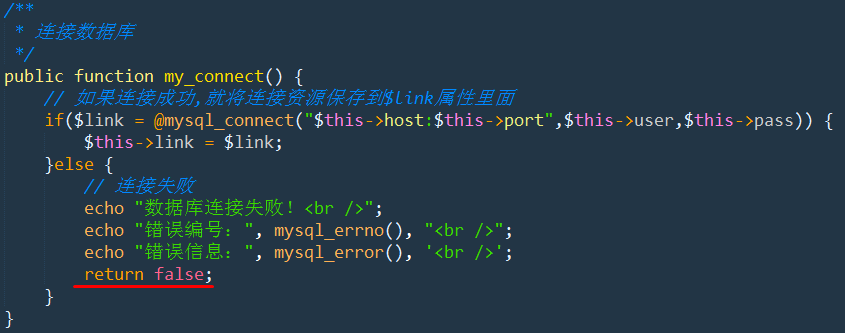 /**
 * 连接数据库
 */
public function my_connect() {
    // 如果连接成功,就将连接资源保存到$link属性里面
    if($link = @mysql_connect("$this->host:$this->port",$this->user,$this->pass)) {
        $this->link = $link;
    }else {
        // 连接失败
        echo "数据库连接失败！<br />";
        echo "错误编号：", mysql_errno(), "<br />";
        echo "错误信息：", mysql_error(), '<br />';
        return false;
    }
}